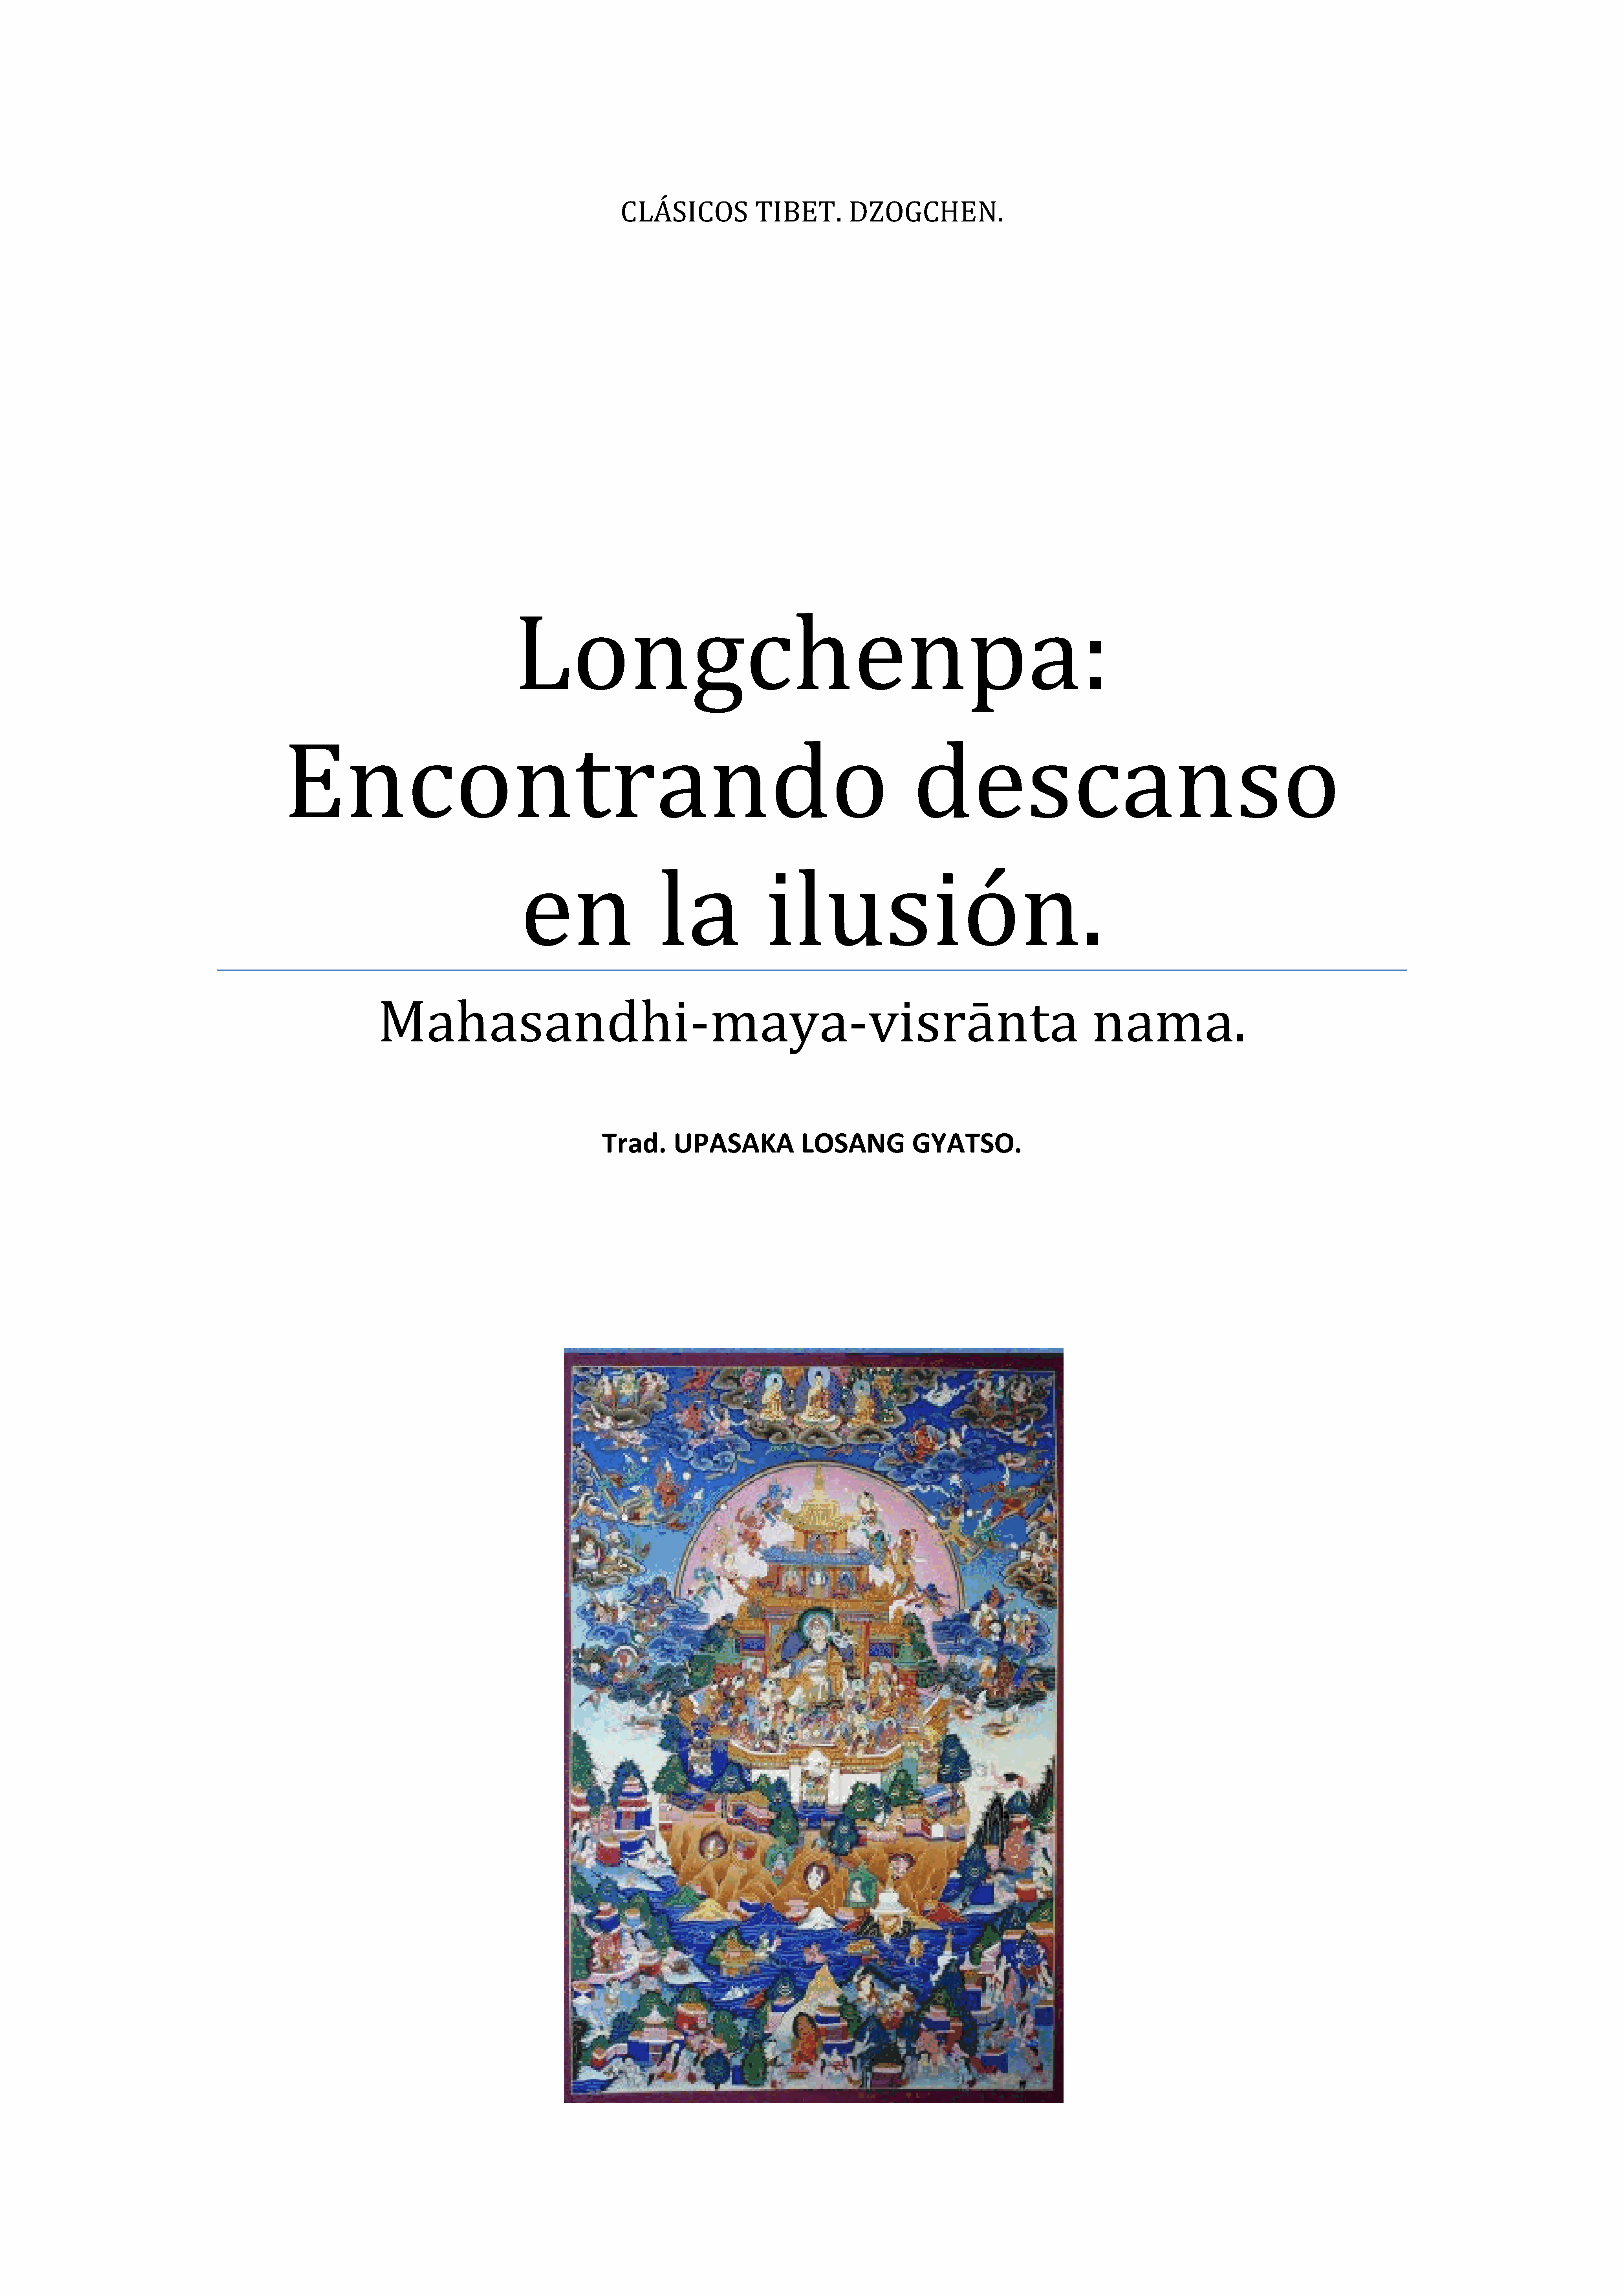 CLÁSICOS TIBET. DZOGCHEN.
Longchenpa:
Encontrando descanso
en la ilusión.
Mahasandhi-maya-visrānta nama.
Trad. UPASAKA LOSANG GYATSO.